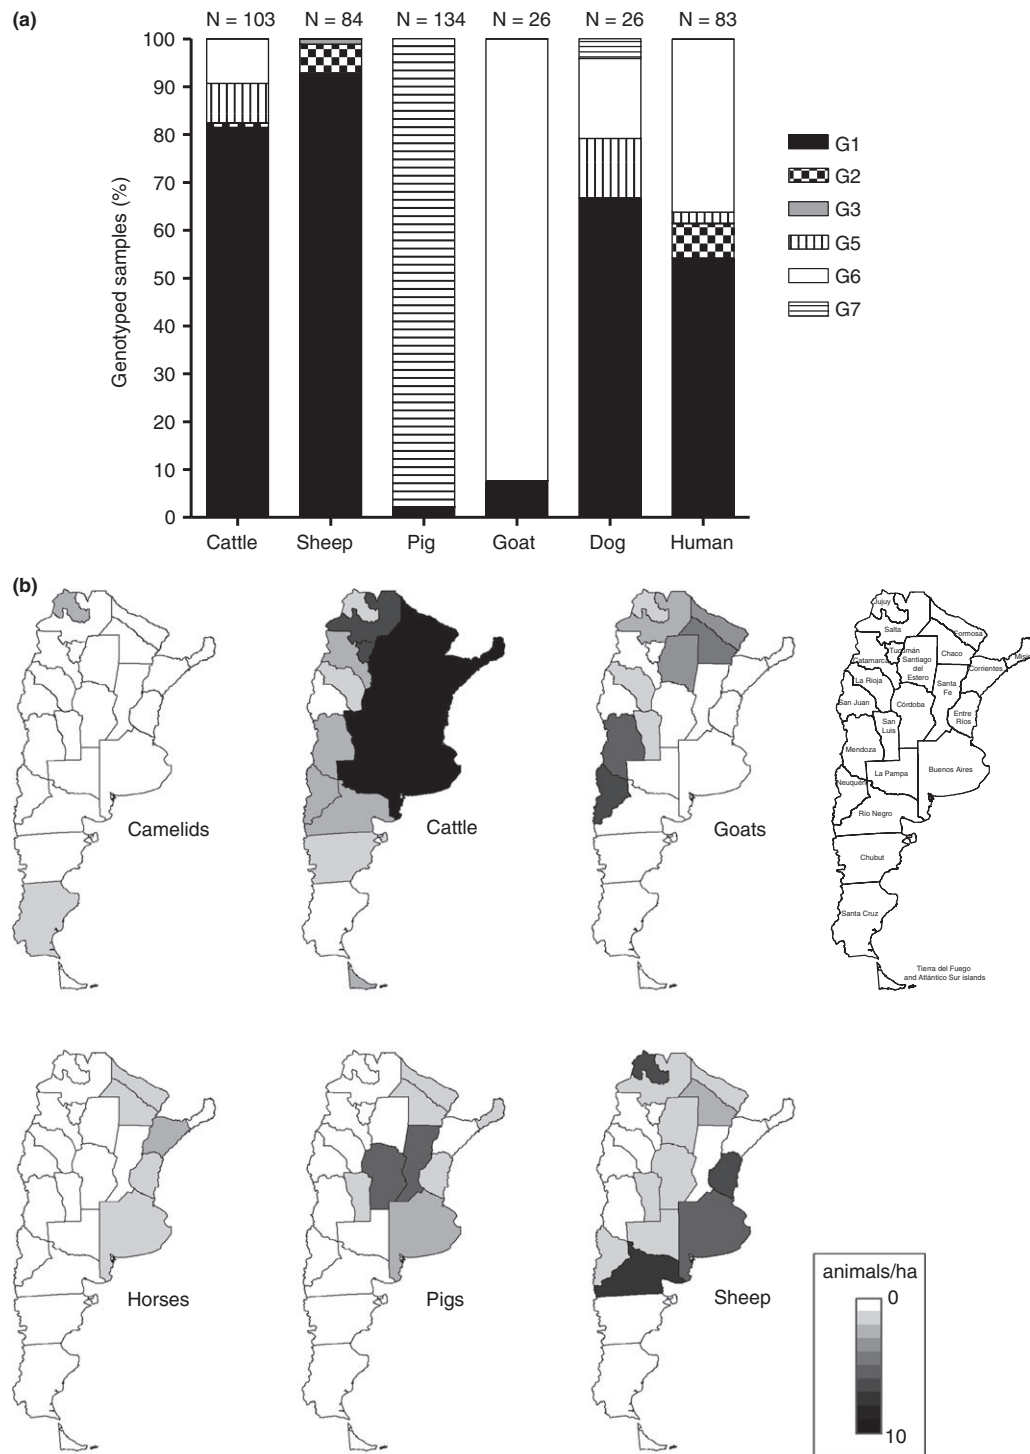 (a)
N = 103 N = 84 N = 134 N = 26 N = 26 N = 83
Genotyped samples (%)
100
90
80
70
60
50
40
30
20
10
0
Cattle Sheep Pig Goat Dog Human
G1
G2
G3
G5
G6
G7
(b)
Camelids
Cattle
Goats
Jujuy
Salta
Formosa
Tucumán
Chaco
Catamarca
Santiago
del
Estero
Corrientes
Misi
La Rioja
Santa
Fe
San Juan
Córdoba
Entre
Ríos
San
Luis
Mendoza
Buenos Aires
La Pampa
Neuquén
Río Negro
Chubut
Santa Cruz
Tierra del Fuego
and Atlántico Sur islands
Horses
Pigs
Sheep
animals/ha
0
10